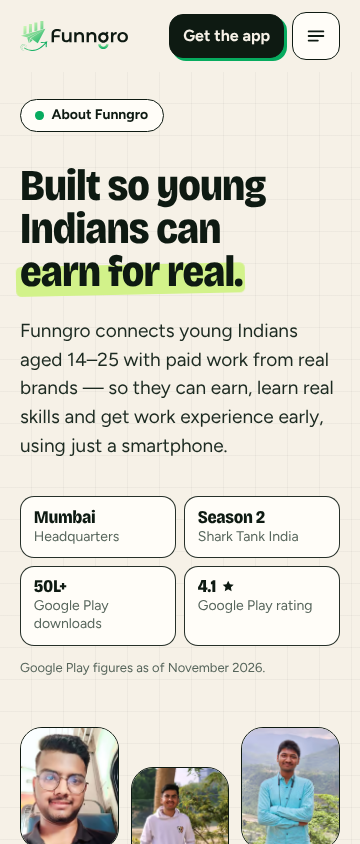 Funngro
Get the app
About Funngro
Built so young
Indians can
earn for real.
Funngro connects young Indians
aged 14–25 with paid work from real
brands — so they can earn, learn real
skills and get work experience early,
using just a smartphone.
Mumbai
Headquarters
Season 2
Shark Tank India
50L+
Google Play
downloads
4.1 ★
Google Play rating
Google Play figures as of November 2026.